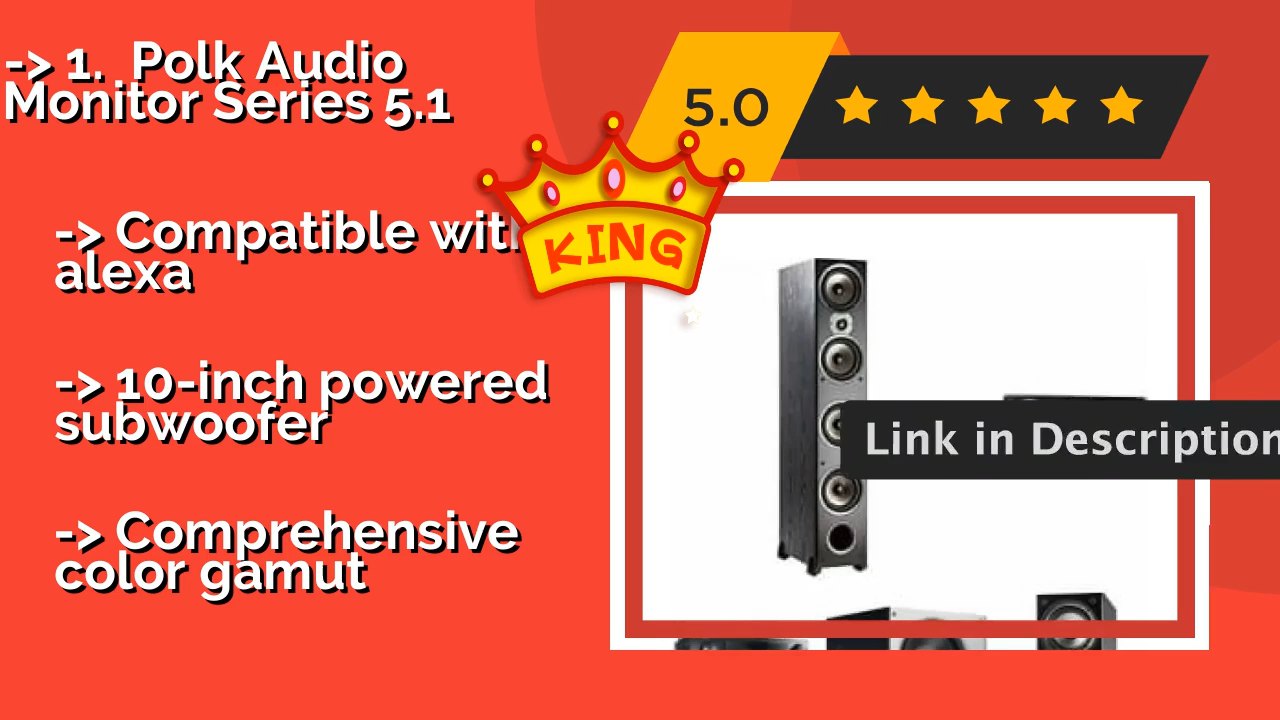 -> 1.  Polk Audio
Monitor Series 5.1
5.0
KING
-> Compatible with
alexa
-> 10-inch powered
subwoofer
Link in Description
-> Comprehensive
color gamut